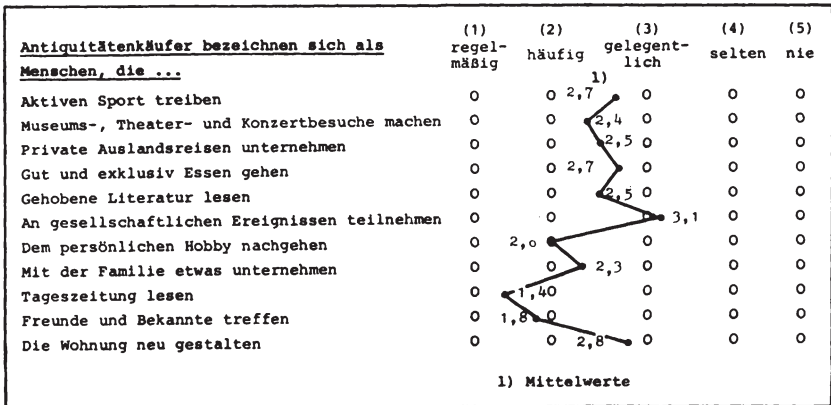 (1) (2) (3) (4) (5)
Antiquitätenkäufer bezeichnen sich als regel- häufig gelegent- selten nie
Menschen, die ... mäßig lich
1)
Aktiven Sport treiben o o 2,7 o o o
Museums-, Theater- und Konzertbesuche machen o o 2,4 o o o
Private Auslandsreisen unternehmen o o 2,5 o o o
Gut und exklusiv Essen gehen o o 2,7 o o o
Gehobene Literatur lesen o o 2,5 o o o
An gesellschaftlichen Ereignissen teilnehmen o o o 3,1 o o
Dem persönlichen Hobby nachgehen o 2,o o o o
Mit der Familie etwas unternehmen o o 2,3 o o o
Tageszeitung lesen o 1,4 o o o o
Freunde und Bekannte treffen o 1,8 o o o o
Die Wohnung neu gestalten o o 2,8 o o o
1) Mittelwerte